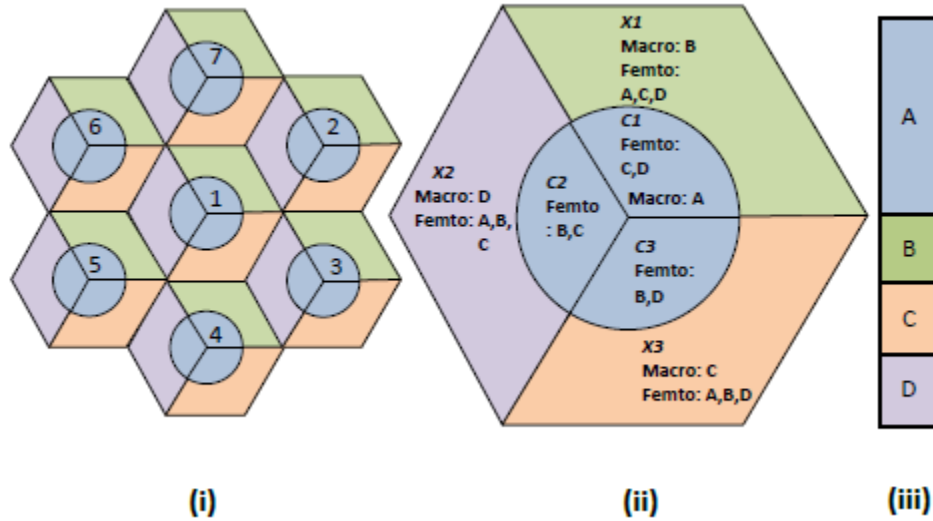 7
6
2
1
5
3
4
(i)
X1
Macro: B
Femto:
A,C,D
C1
Femto:
C,D
Macro: A
X2
Macro: D
Femto: A,B,
C
C2
Femto
: B,C
C3
Femto:
B,D
X3
Macro: C
Femto: A,B,D
(ii)
A
B
C
D
(iii)